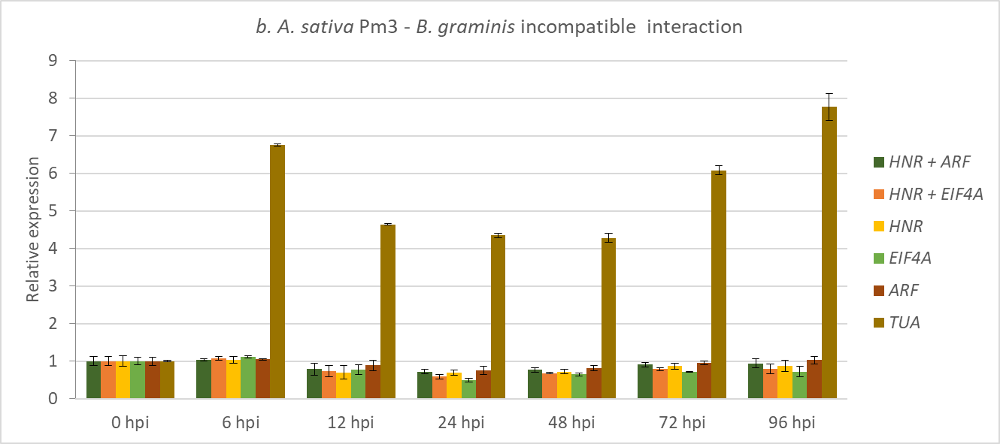 b. A. sativa Pm3 - B. graminis incompatible interaction
Relative expression
9
8
7
6
5
4
3
2
1
0
0 hpi 6 hpi 12 hpi 24 hpi 48 hpi 72 hpi 96 hpi
HNR + ARF
HNR + EIF4A
HNR
EIF4A
ARF
TUA